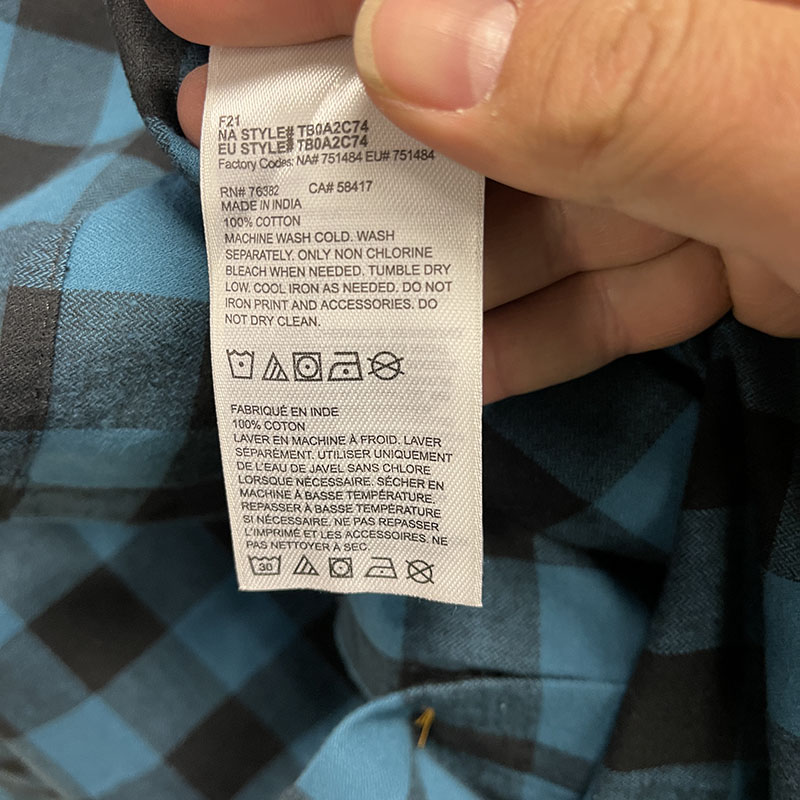 F21
NA STYLE# TB0A2C74
EU STYLE# TB0A2C74
Factory Codes: NA# 751484 EU# 751484
RN# 76382 CA# 58417
MADE IN INDIA
100% COTTON
MACHINE WASH COLD. WASH
SEPARATELY. ONLY NON CHLORINE
BLEACH WHEN NEEDED. TUMBLE DRY
LOW. COOL IRON AS NEEDED. DO NOT
IRON PRINT AND ACCESSORIES. DO
NOT DRY CLEAN.
FABRIQUÉ EN INDE
100% COTON
LAVER EN MACHINE À FROID. LAVER
SÉPARÉMENT. UTILISER UNIQUEMENT
DE L'EAU DE JAVEL SANS CHLORE
LORSQUE NÉCESSAIRE. SÉCHER EN
MACHINE À BASSE TEMPÉRATURE.
REPASSER À BASSE TEMPÉRATURE
SI NÉCESSAIRE. NE PAS REPASSER
L'IMPRIMÉ ET LES ACCESSOIRES. NE
PAS NETTOYER À SEC.
30